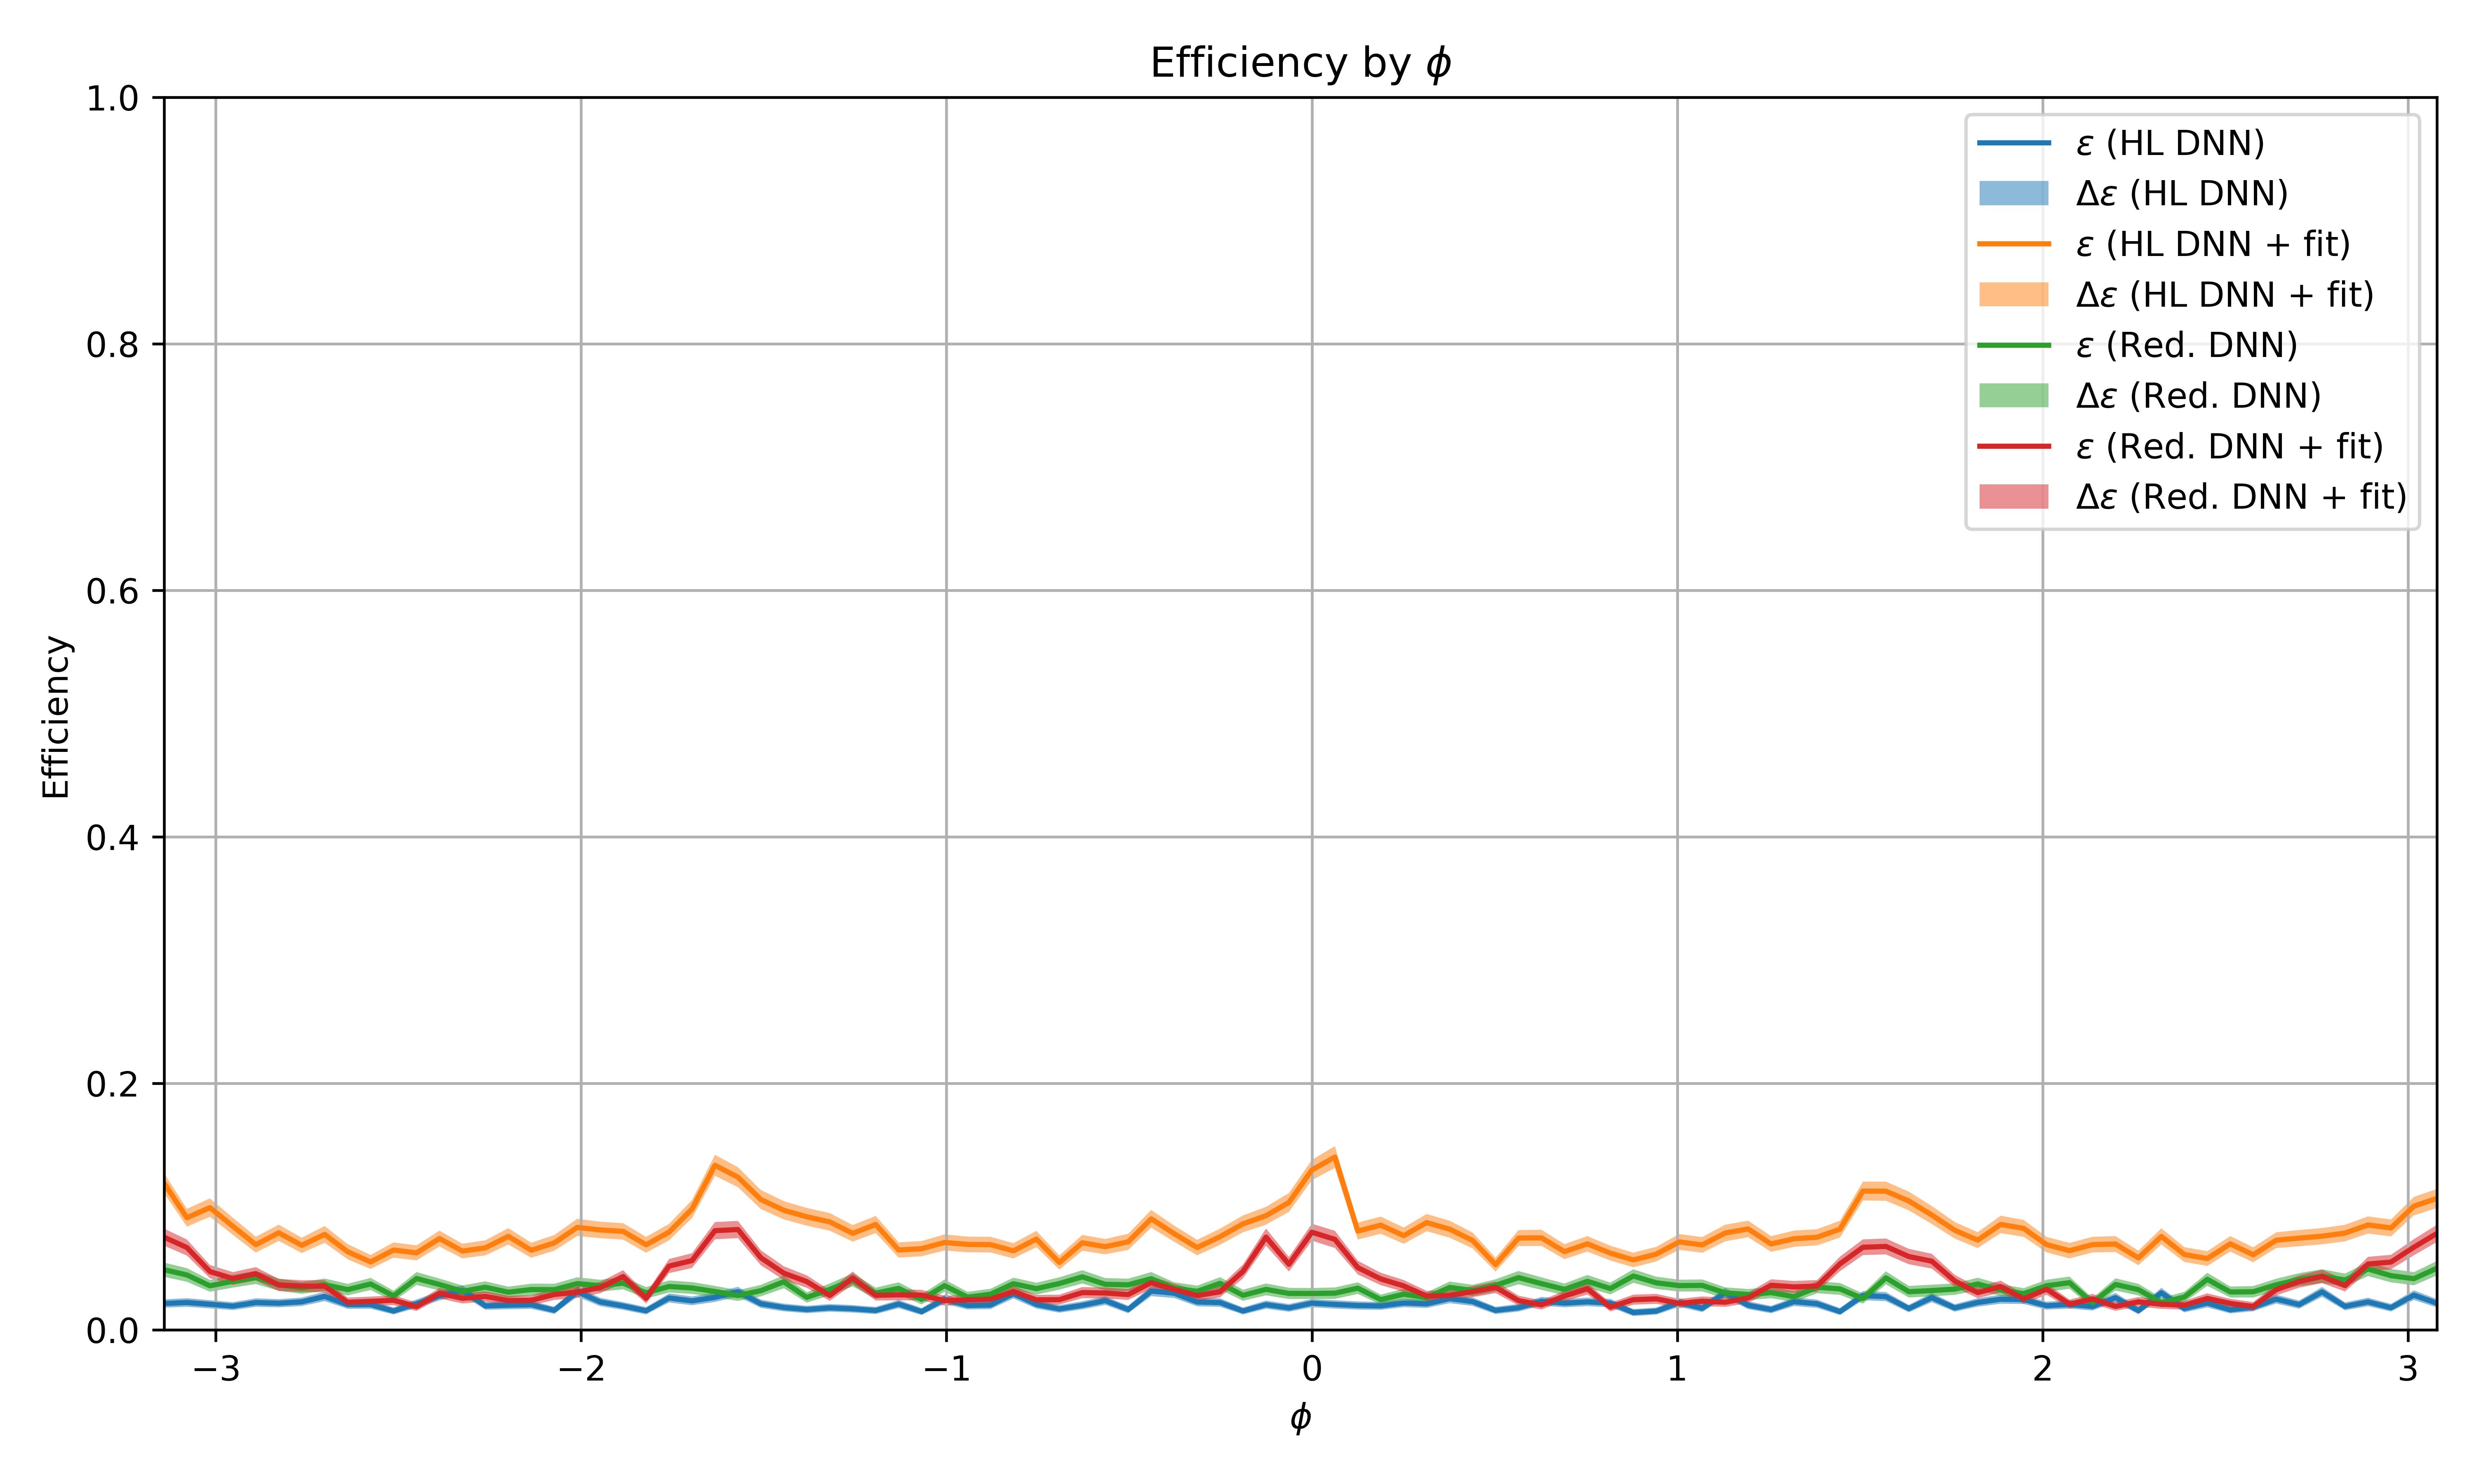 Efficiency by ϕ
1.0
0.8
0.6
0.4
0.2
0.0
Efficiency
−3
−2
−1
0
1
2
3
ϕ
ε (HL DNN)
Δε (HL DNN)
ε (HL DNN + fit)
Δε (HL DNN + fit)
ε (Red. DNN)
Δε (Red. DNN)
ε (Red. DNN + fit)
Δε (Red. DNN + fit)